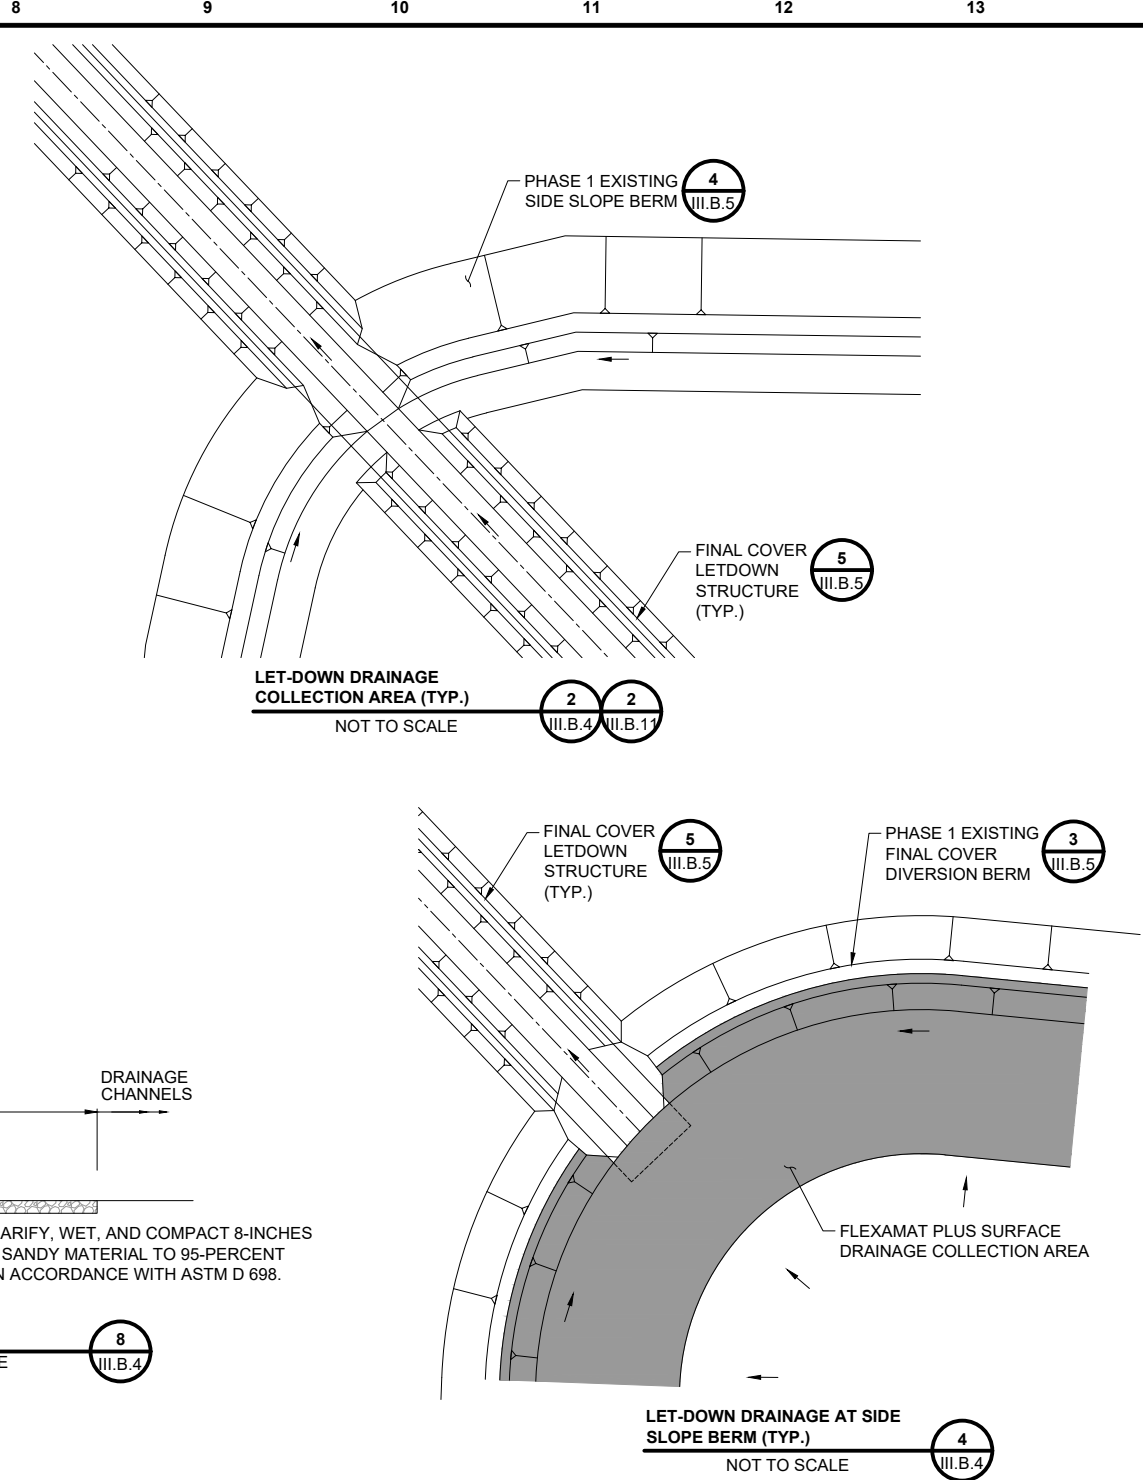 8 9 10 11 12 13
PHASE 1 EXISTING
SIDE SLOPE BERM
4
III.B.5
FINAL COVER
LETDOWN
STRUCTURE
(TYP.)
5
III.B.5
LET-DOWN DRAINAGE
COLLECTION AREA (TYP.)
NOT TO SCALE
2
III.B.4
2
III.B.11
FINAL COVER
LETDOWN
STRUCTURE
(TYP.)
5
III.B.5
PHASE 1 EXISTING
FINAL COVER
DIVERSION BERM
3
III.B.5
DRAINAGE
CHANNELS
ARIFY, WET, AND COMPACT 8-INCHES
SANDY MATERIAL TO 95-PERCENT
N ACCORDANCE WITH ASTM D 698.
E
8
III.B.4
FLEXAMAT PLUS SURFACE
DRAINAGE COLLECTION AREA
LET-DOWN DRAINAGE AT SIDE
SLOPE BERM (TYP.)
NOT TO SCALE
4
III.B.4